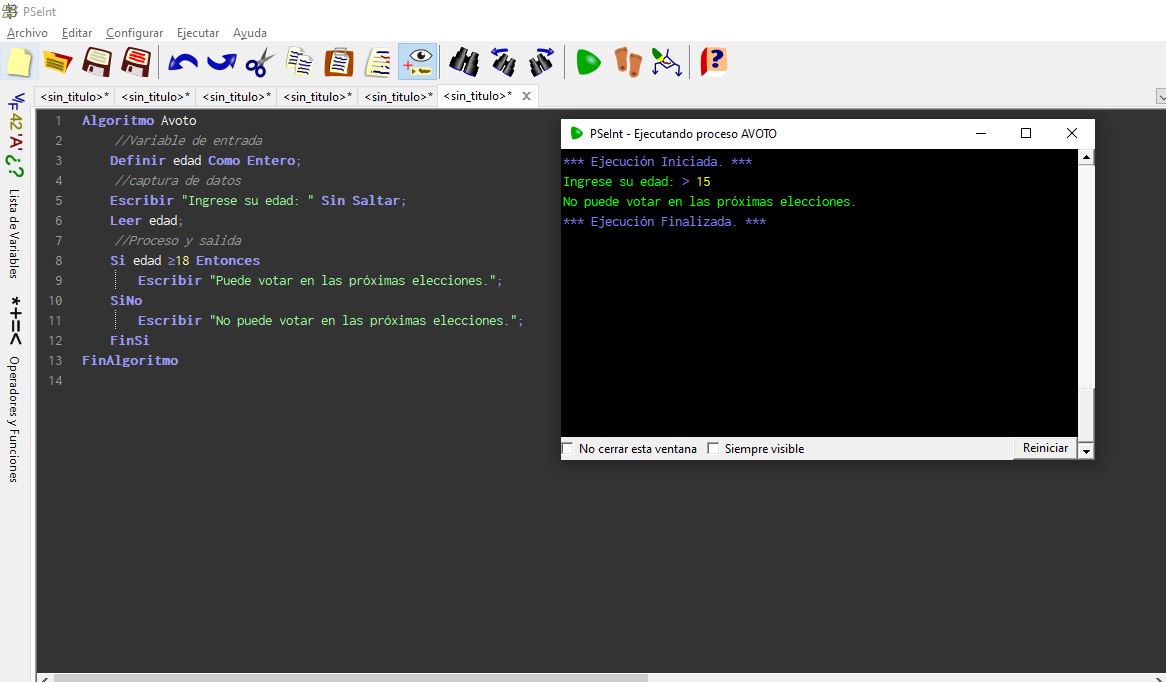 PSeInt
Archivo Editar Configurar Ejecutar Ayuda
<sin_titulo>* <sin_titulo>* <sin_titulo>* <sin_titulo>* <sin_titulo>* <sin_titulo>* X
1 Algoritmo Avoto
2 //Variable de entrada
3 Definir edad Como Entero;
4 //captura de datos
5 Escribir "Ingrese su edad: " Sin Saltar;
6 Leer edad;
7 //Proceso y salida
8 Si edad ≥18 Entonces
9 Escribir "Puede votar en las próximas elecciones.";
10 SiNo
11 Escribir "No puede votar en las próximas elecciones.";
12 FinSi
13 FinAlgoritmo
14
V/F 42 'A' ¿?
Lista de Variables
*+=<
Operadores y Funciones
PSeInt - Ejecutando proceso AVOTO
*** Ejecución Iniciada. ***
Ingrese su edad: > 15
No puede votar en las próximas elecciones.
*** Ejecución Finalizada. ***
No cerrar esta ventana Siempre visible Reiniciar